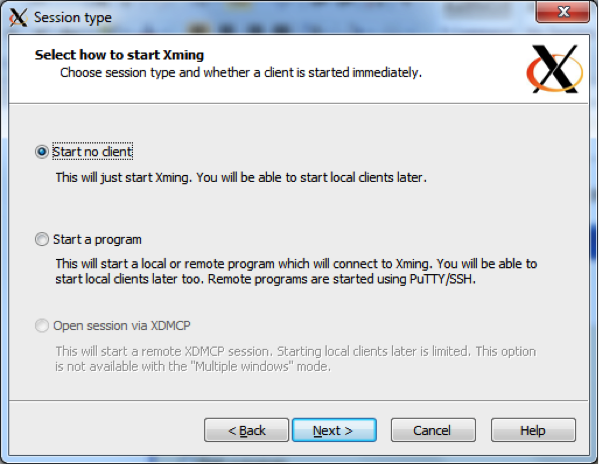 Session type
Select how to start Xming
Choose session type and whether a client is started immediately.
Start no client
This will just start Xming. You will be able to start local clients later.
Start a program
This will start a local or remote program which will connect to Xming. You will be able to
start local clients later too. Remote programs are started using PuTTY/SSH.
Open session via XDMCP
This will start a remote XDMCP session. Starting local clients later is limited. This option
is not available with the "Multiple windows" mode.
< Back
Next >
Cancel
Help